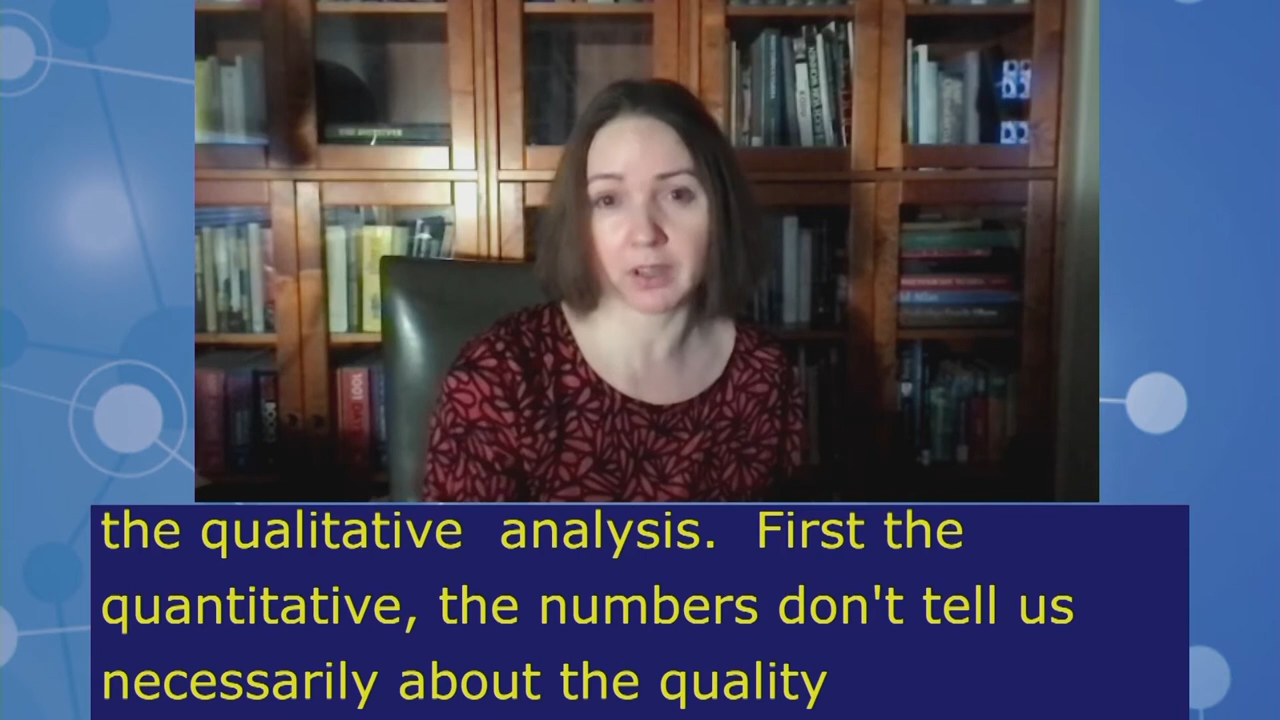 the qualitative  analysis.  First the
quantitative, the numbers don't tell us
necessarily about the quality